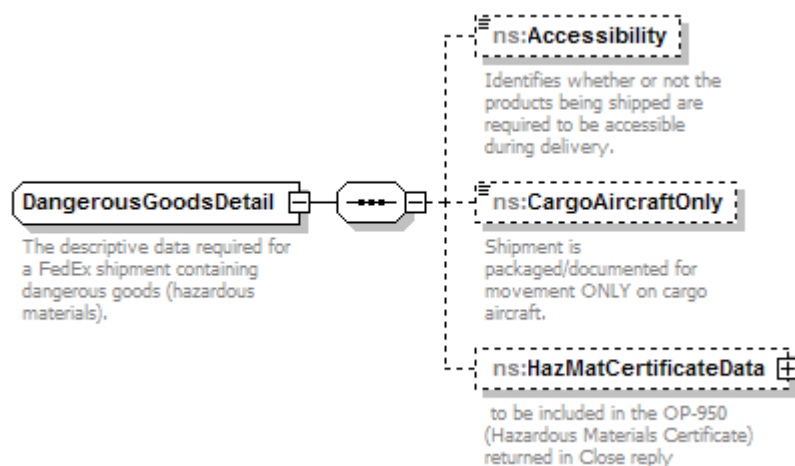 ns:Accessibility
Identifies whether or not the
products being shipped are
required to be accessible
during delivery.
DangerousGoodsDetail
The descriptive data required for
a FedEx shipment containing
dangerous goods (hazardous
materials).
ns:CargoAircraftOnly
Shipment is
packaged/documented for
movement ONLY on cargo
aircraft.
ns:HazMatCertificateData
to be included in the OP-950
(Hazardous Materials Certificate)
returned in Close reply